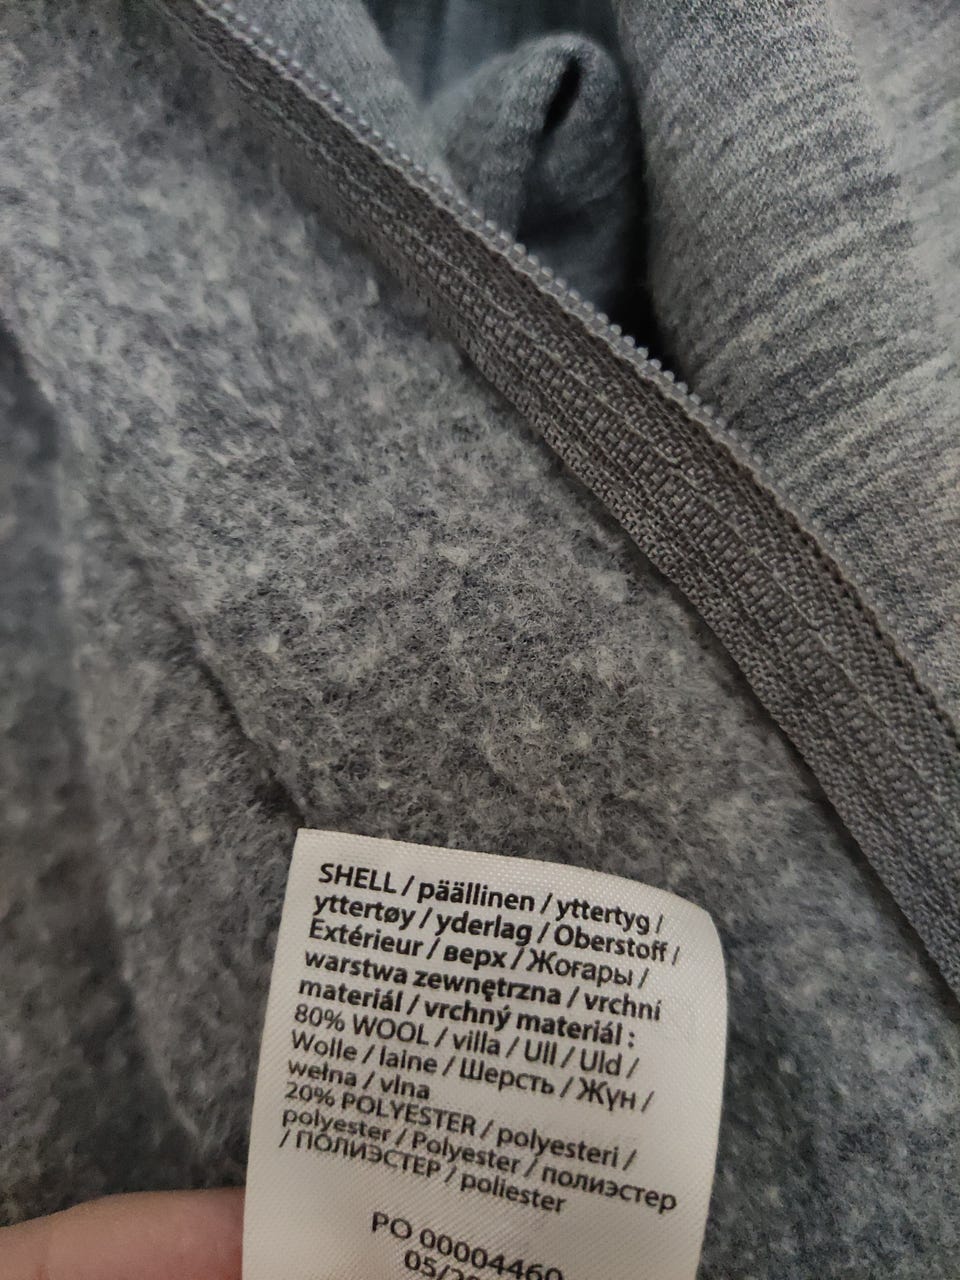 SHELL / päällinen / yttertyg /
yttertøy / yderlag / Oberstoff /
Extérieur / верх / Жоғары /
warstwa zewnętrzna / vrchní
materiál / vrchný materiál :
80% WOOL / villa / Ull / Uld /
Wolle / laine / Шерсть / Жүн /
wełna / vlna
20% POLYESTER / polyesteri /
polyester / Polyester / полиэстер
/ ПОЛИЭСТЕР / poliester
PO 00004460